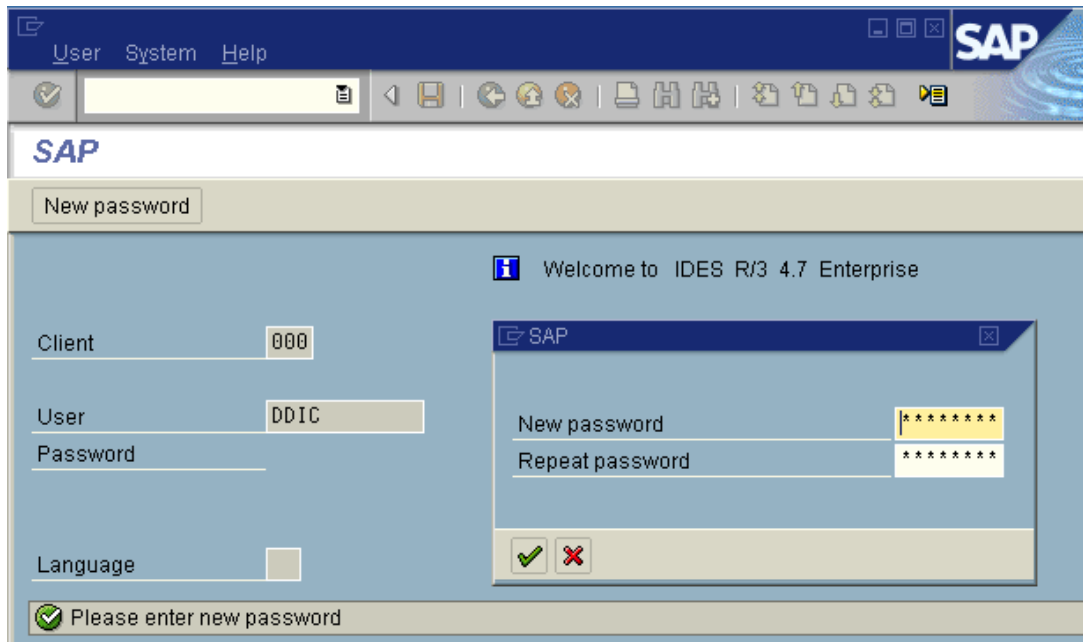 User System Help
SAP
SAP
New password
Welcome to IDES R/3 4.7 Enterprise
Client 000
SAP
User DDIC
New password ********
Password
Repeat password ********
Language
Please enter new password